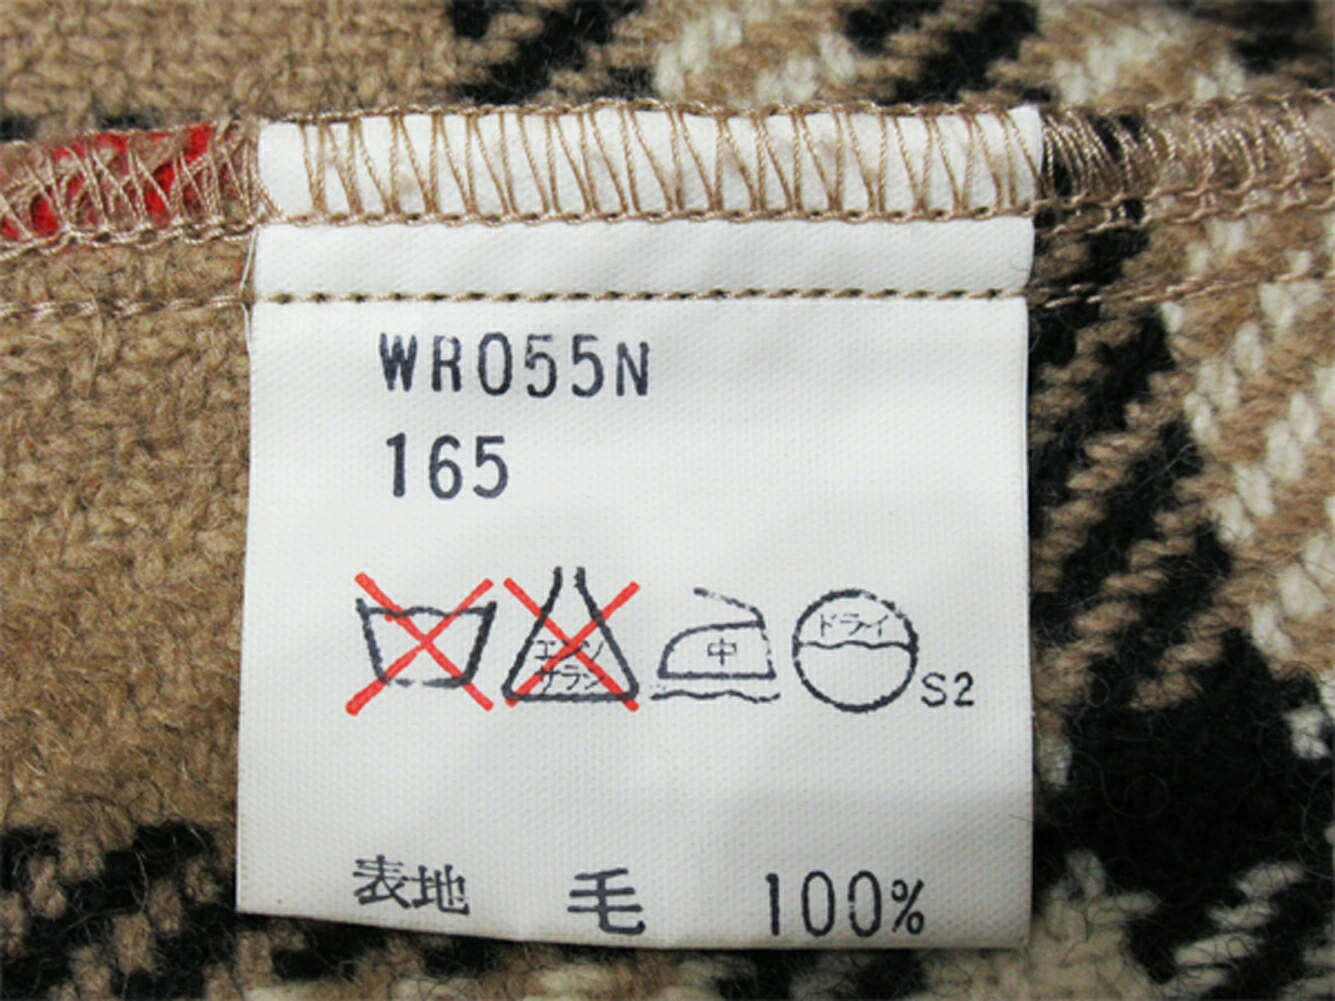 WR055N
165
エンソ
サラシ
中
ドライ
S2
表地 毛 100%